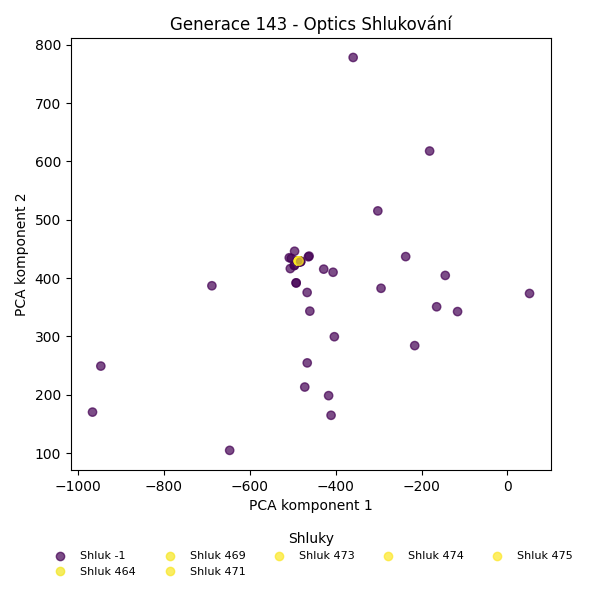 Generace 143 - Optics Shlukování
800
700
600
500
400
300
200
100
PCA komponent 2
−1000 −800 −600 −400 −200 0
PCA komponent 1
Shluky
Shluk -1 Shluk 469 Shluk 473 Shluk 474 Shluk 475
Shluk 464 Shluk 471